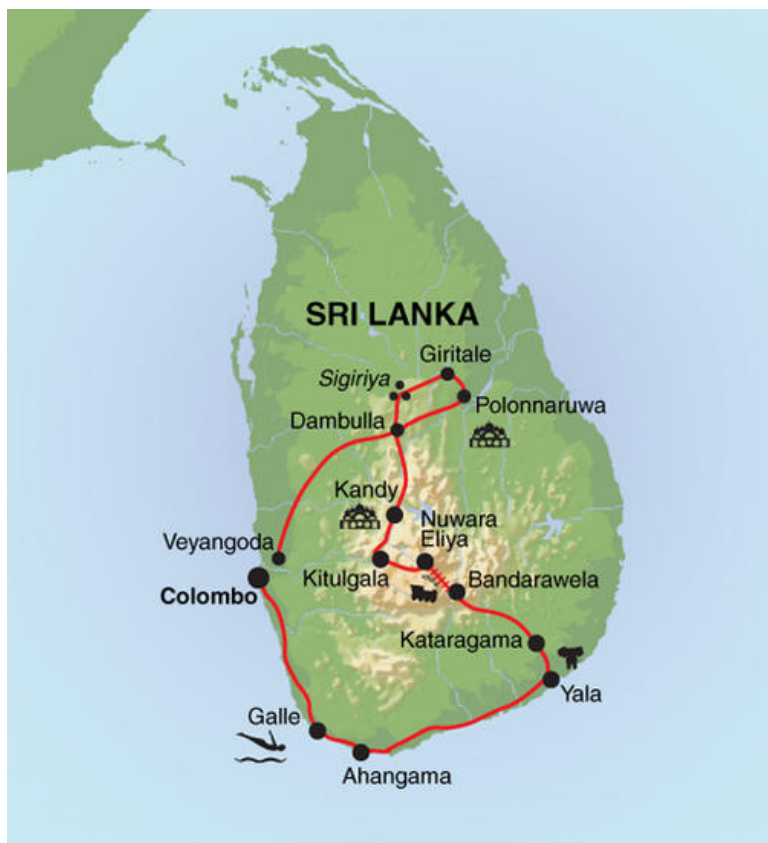 SRI LANKA
Giritale
Sigiriya
Polonnaruwa
Dambulla
Kandy
Nuwara
Eliya
Veyangoda
Kitulgala
Bandarawela
Colombo
Kataragama
Yala
Galle
Ahangama